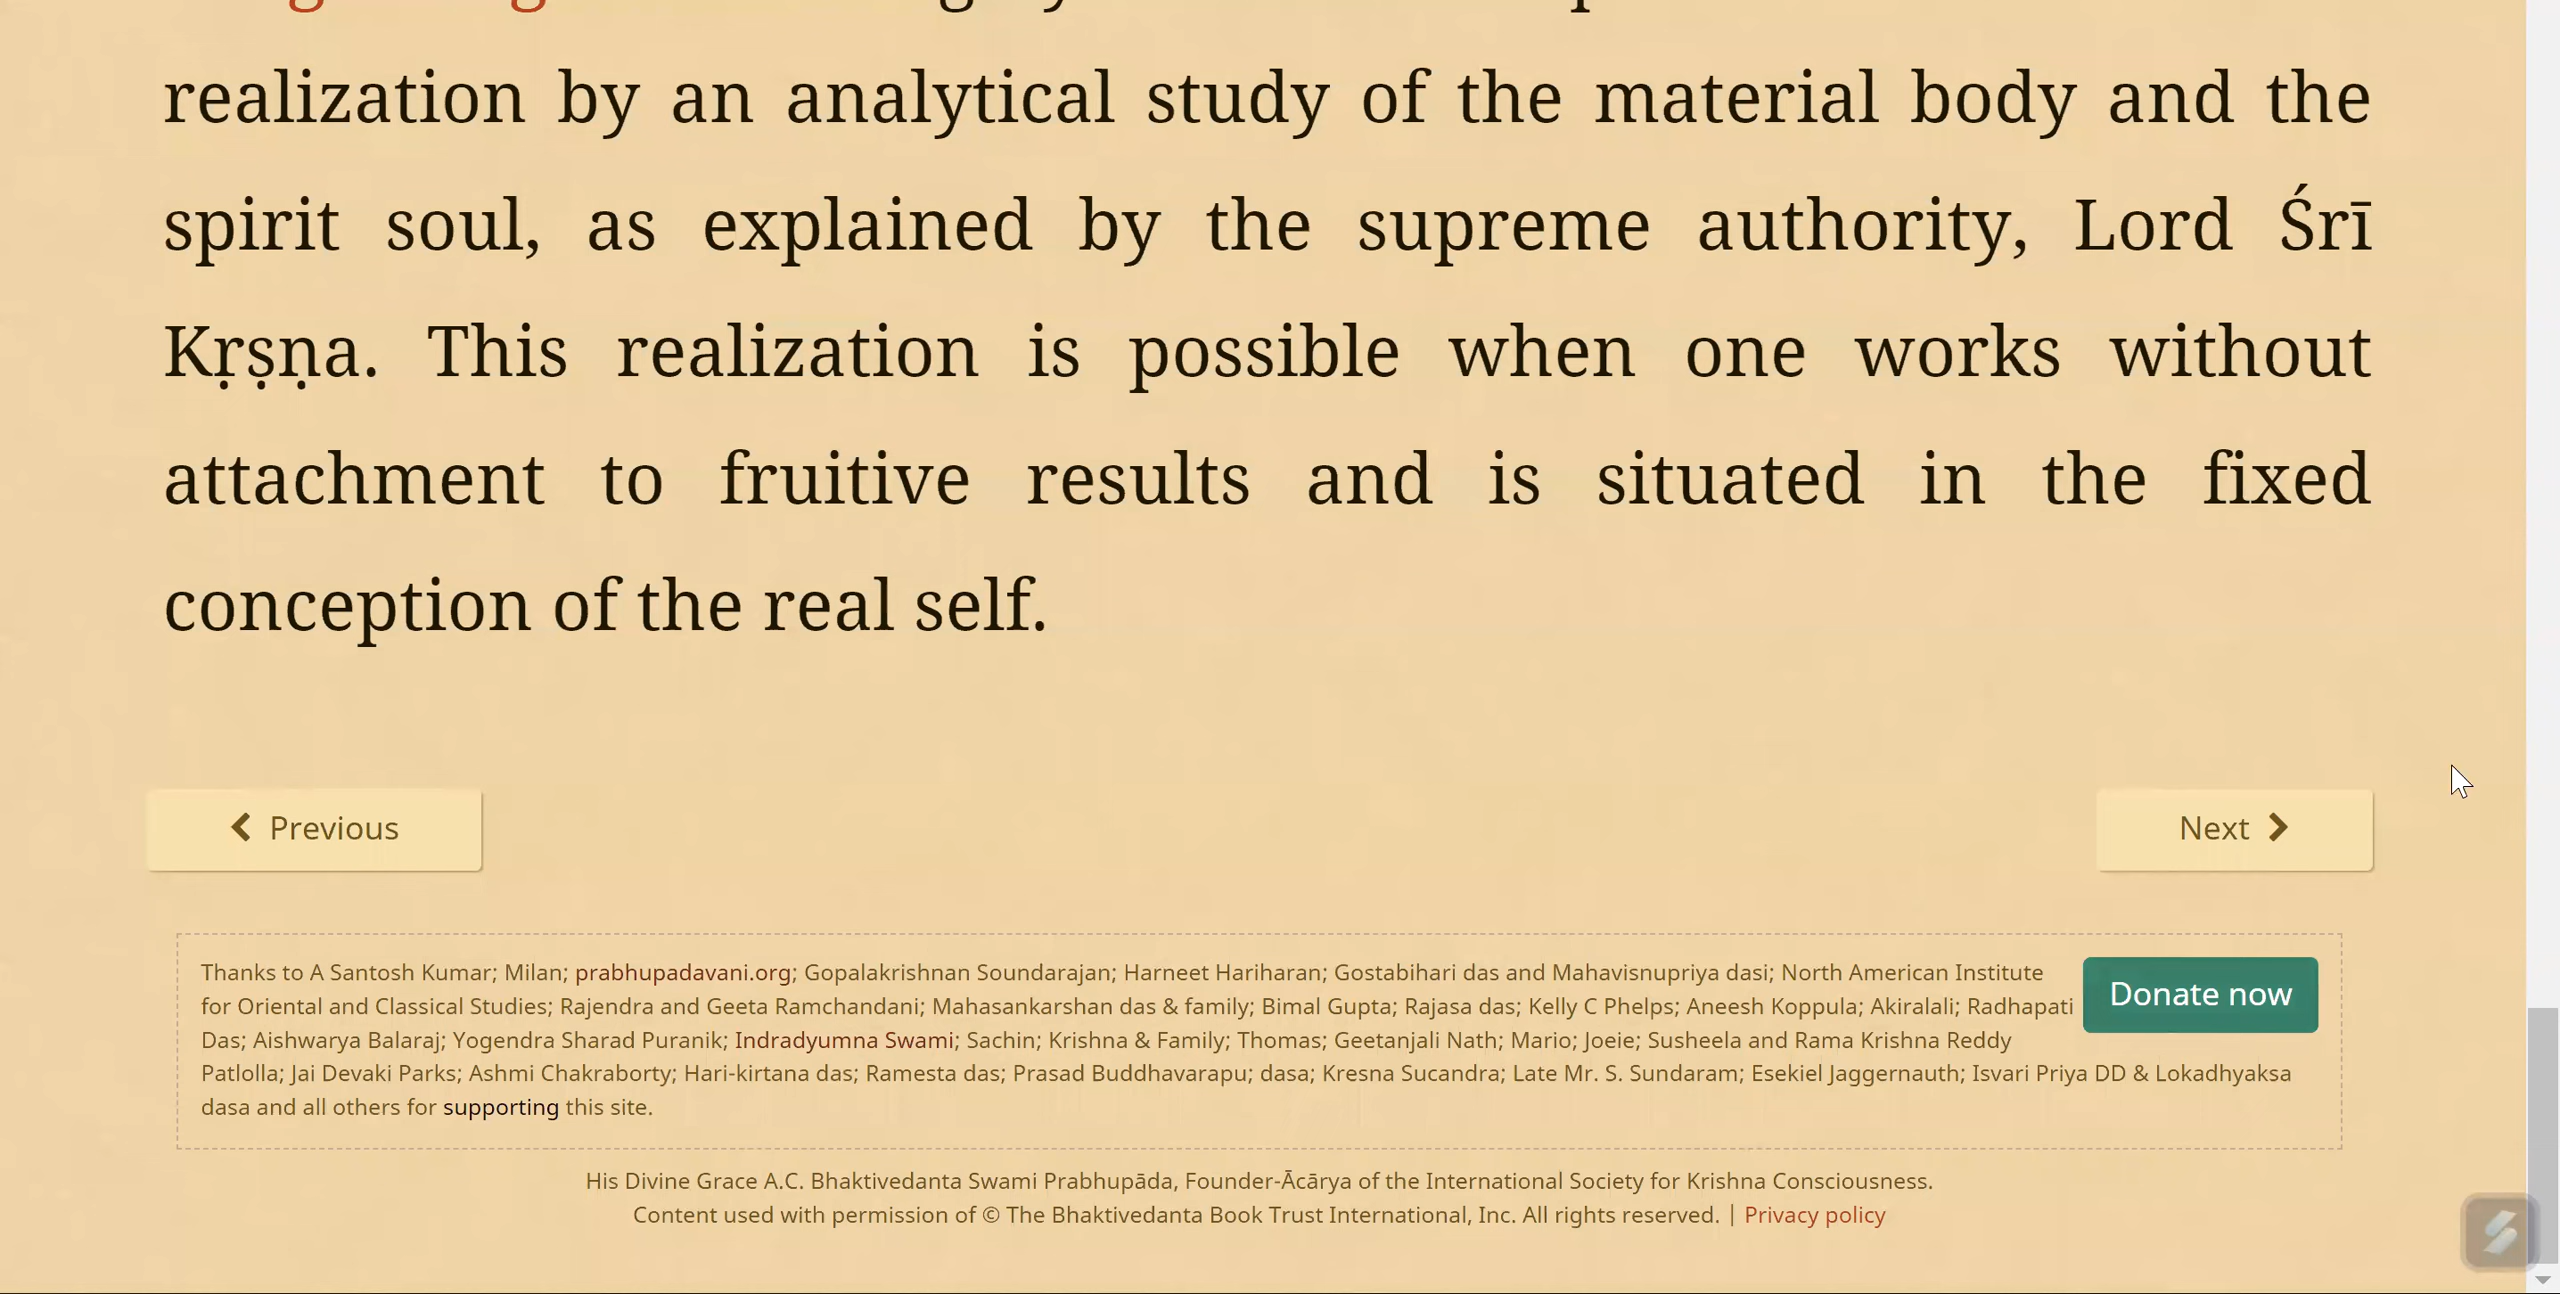 realization by an analytical study of the material body and the
spirit soul, as explained by the supreme authority, Lord Śrī
Kṛṣṇa. This realization is possible when one works without
attachment to fruitive results and is situated in the fixed
conception of the real self.
Previous
Next
Thanks to A Santosh Kumar; Milan; prabhupadavani.org; Gopalakrishnan Soundarajan; Harneet Hariharan; Gostabihari das and Mahavisnupriya dasi; North American Institute
for Oriental and Classical Studies; Rajendra and Geeta Ramchandani; Mahasankarshan das & family; Bimal Gupta; Rajasa das; Kelly C Phelps; Aneesh Koppula; Akiralali; Radhapati
Das; Aishwarya Balaraj; Yogendra Sharad Puranik; Indradyumna Swami; Sachin; Krishna & Family; Thomas; Geetanjali Nath; Mario; Joeie; Susheela and Rama Krishna Reddy
Patlolla; Jai Devaki Parks; Ashmi Chakraborty; Hari-kirtana das; Ramesta das; Prasad Buddhavarapu; dasa; Kresna Sucandra; Late Mr. S. Sundaram; Esekiel Jaggernauth; Isvari Priya DD & Lokadhyaksa
dasa and all others for supporting this site.
Donate now
His Divine Grace A.C. Bhaktivedanta Swami Prabhupāda, Founder-Ācārya of the International Society for Krishna Consciousness.
Content used with permission of © The Bhaktivedanta Book Trust International, Inc. All rights reserved. | Privacy policy